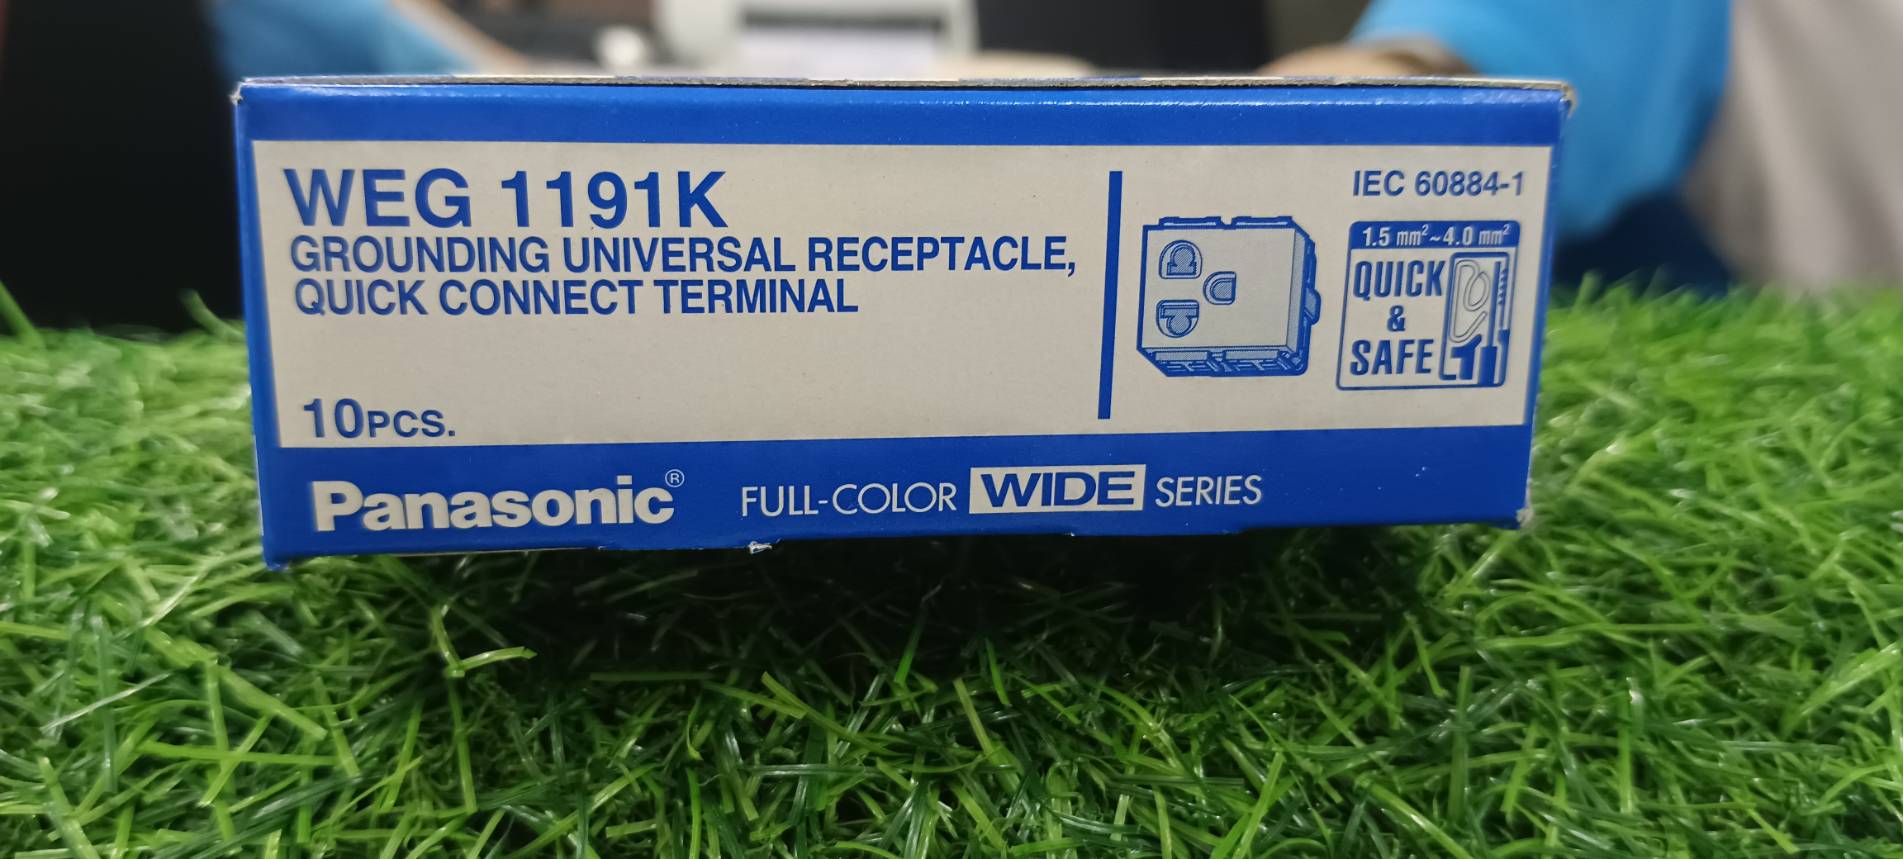 WEG 1191K
GROUNDING UNIVERSAL RECEPTACLE,
QUICK CONNECT TERMINAL
10PCS.
IEC 60884-1
1.5 mm²~4.0 mm²
QUICK
&
SAFE
Panasonic® FULL-COLOR WIDE SERIES